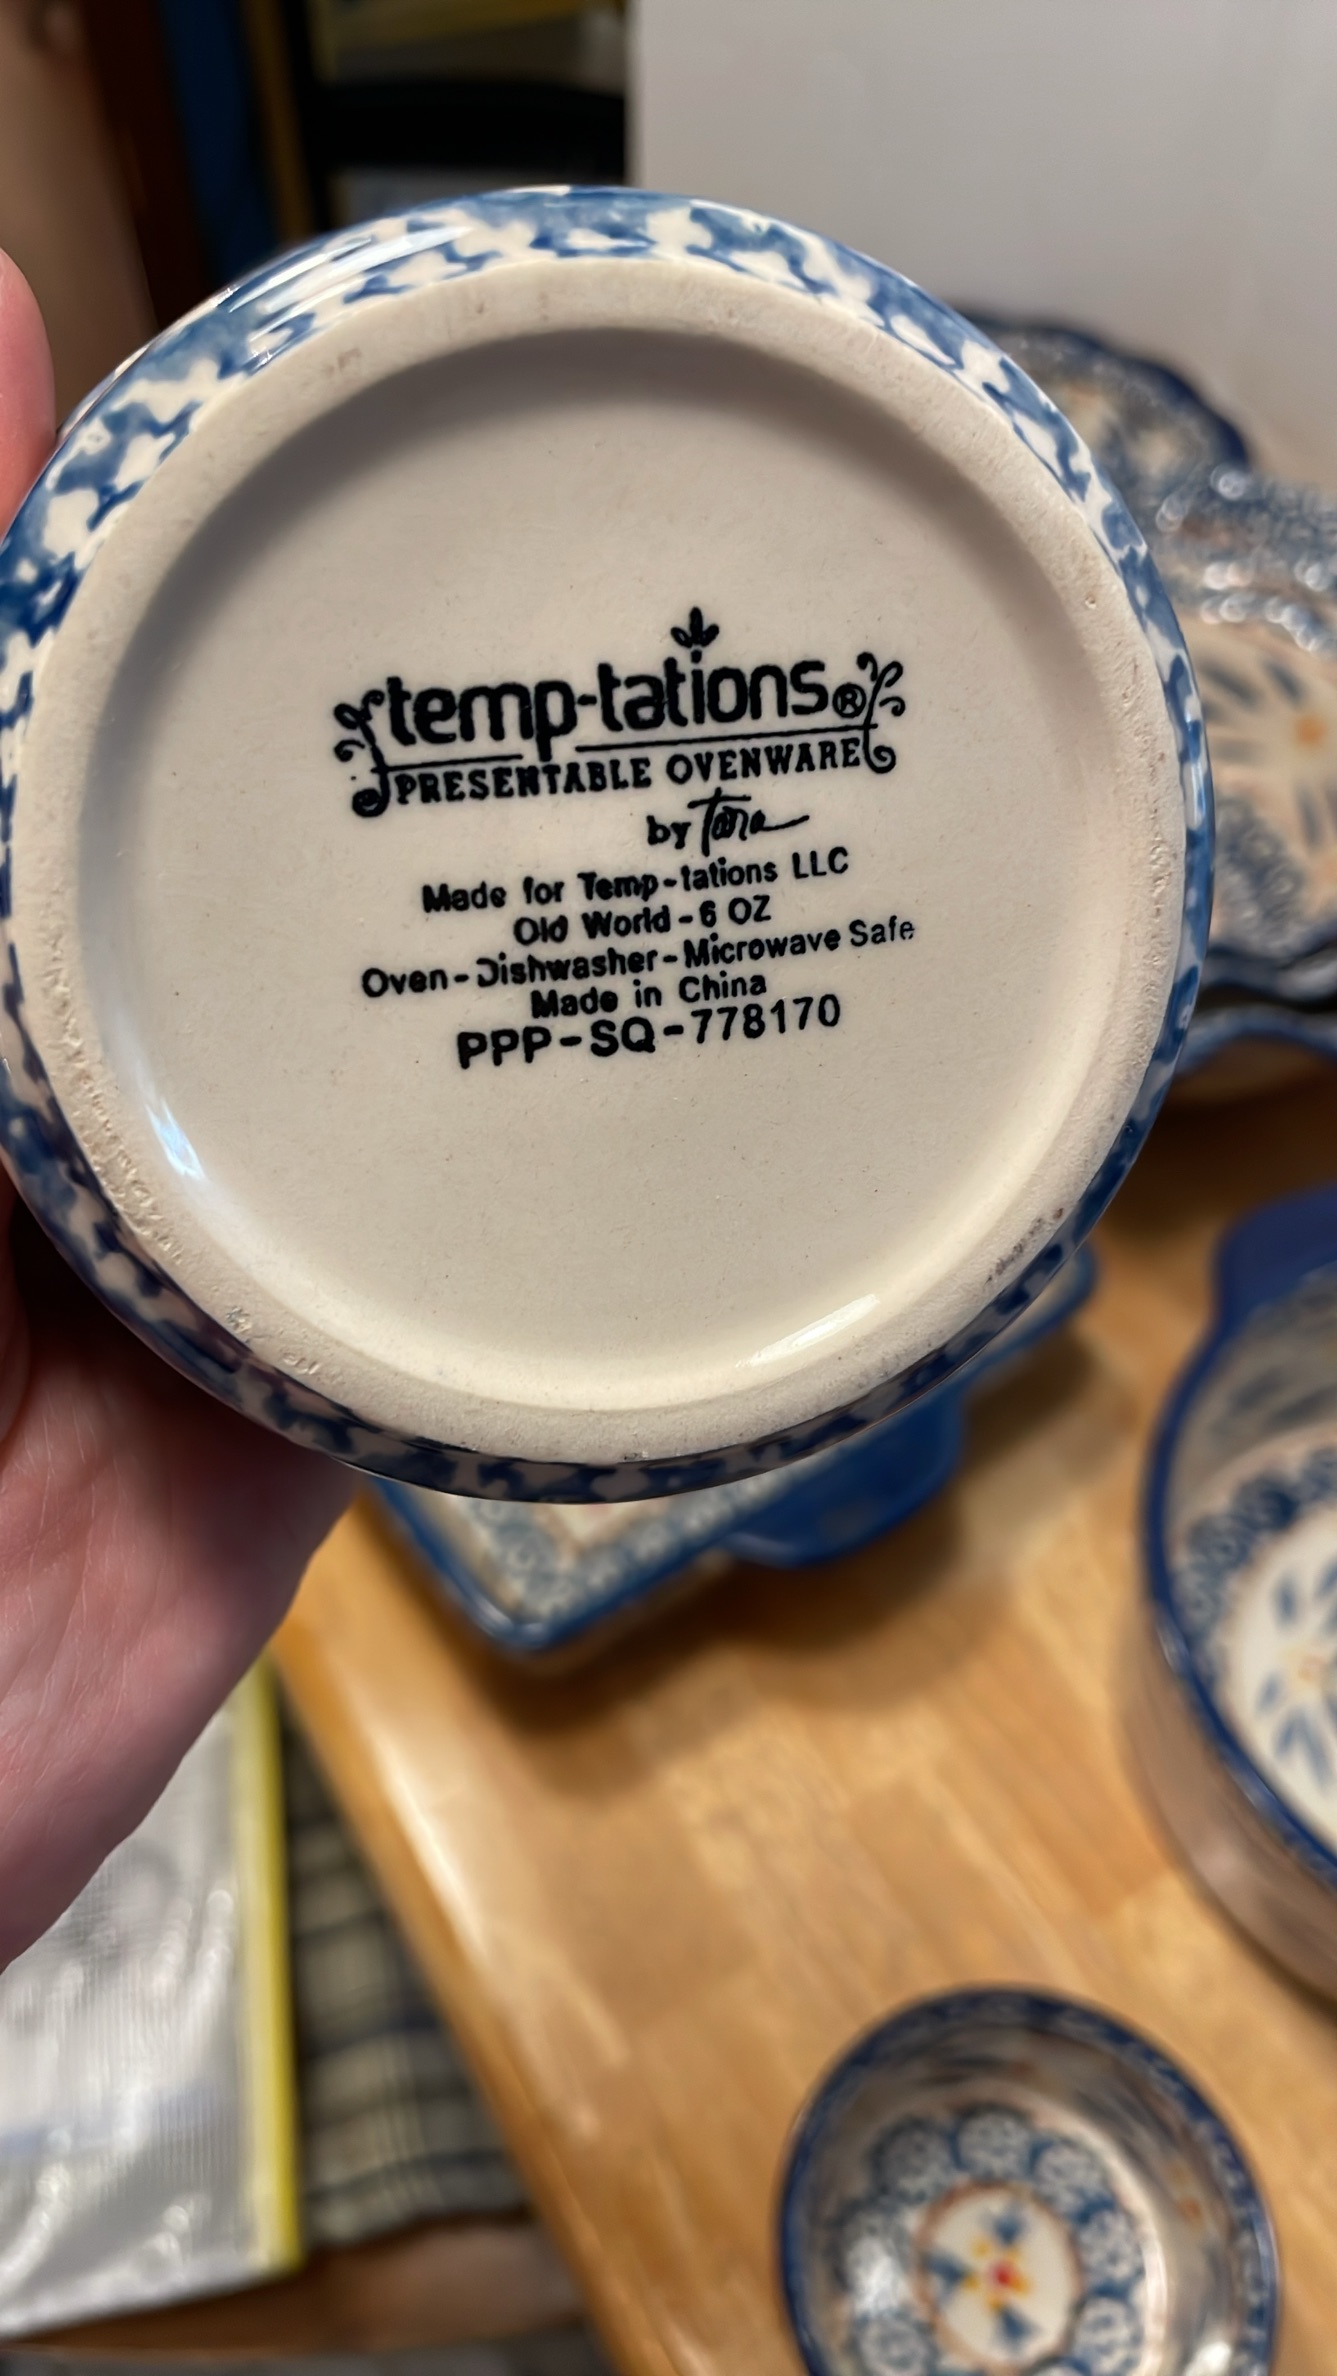 temp-tations®
PRESENTABLE OVENWARE
by Tara
Made for Temp-tations LLC
Old World - 6 OZ
Oven-Dishwasher-Microwave Safe
Made in China
PPP-SQ-778170